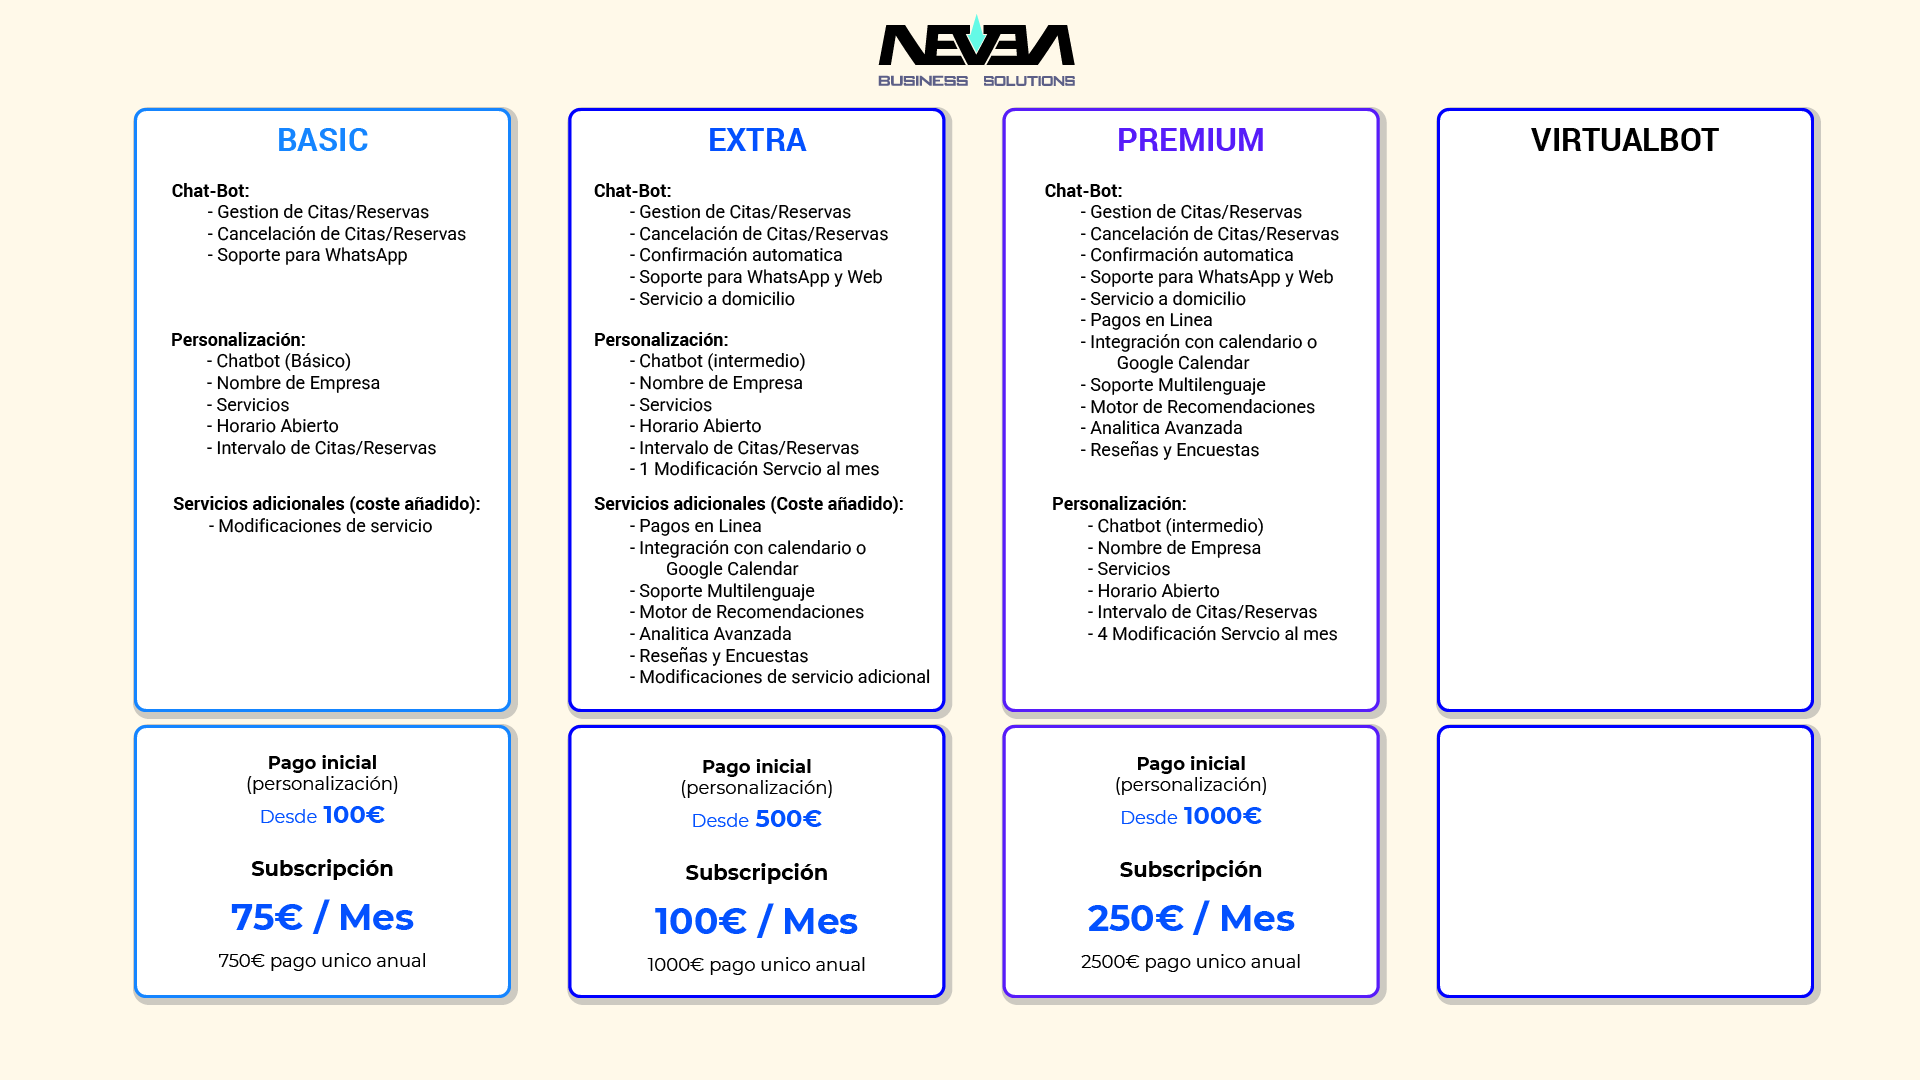 NEVEN
BUSINESS SOLUTIONS
BASIC
Chat-Bot:
- Gestion de Citas/Reservas
- Cancelación de Citas/Reservas
- Soporte para WhatsApp
Personalización:
- Chatbot (Básico)
- Nombre de Empresa
- Servicios
- Horario Abierto
- Intervalo de Citas/Reservas
Servicios adicionales (coste añadido):
- Modificaciones de servicio
Pago inicial
(personalización)
Desde 100€
Subscripción
75€ / Mes
750€ pago unico anual
EXTRA
Chat-Bot:
- Gestion de Citas/Reservas
- Cancelación de Citas/Reservas
- Confirmación automatica
- Soporte para WhatsApp y Web
- Servicio a domicilio
Personalización:
- Chatbot (intermedio)
- Nombre de Empresa
- Servicios
- Horario Abierto
- Intervalo de Citas/Reservas
- 1 Modificación Servcio al mes
Servicios adicionales (Coste añadido):
- Pagos en Linea
- Integración con calendario o
Google Calendar
- Soporte Multilenguaje
- Motor de Recomendaciones
- Analitica Avanzada
- Reseñas y Encuestas
- Modificaciones de servicio adicional
Pago inicial
(personalización)
Desde 500€
Subscripción
100€ / Mes
1000€ pago unico anual
PREMIUM
Chat-Bot:
- Gestion de Citas/Reservas
- Cancelación de Citas/Reservas
- Confirmación automatica
- Soporte para WhatsApp y Web
- Servicio a domicilio
- Pagos en Linea
- Integración con calendario o
Google Calendar
- Soporte Multilenguaje
- Motor de Recomendaciones
- Analitica Avanzada
- Reseñas y Encuestas
Personalización:
- Chatbot (intermedio)
- Nombre de Empresa
- Servicios
- Horario Abierto
- Intervalo de Citas/Reservas
- 4 Modificación Servcio al mes
Pago inicial
(personalización)
Desde 1000€
Subscripción
250€ / Mes
2500€ pago unico anual
VIRTUALBOT